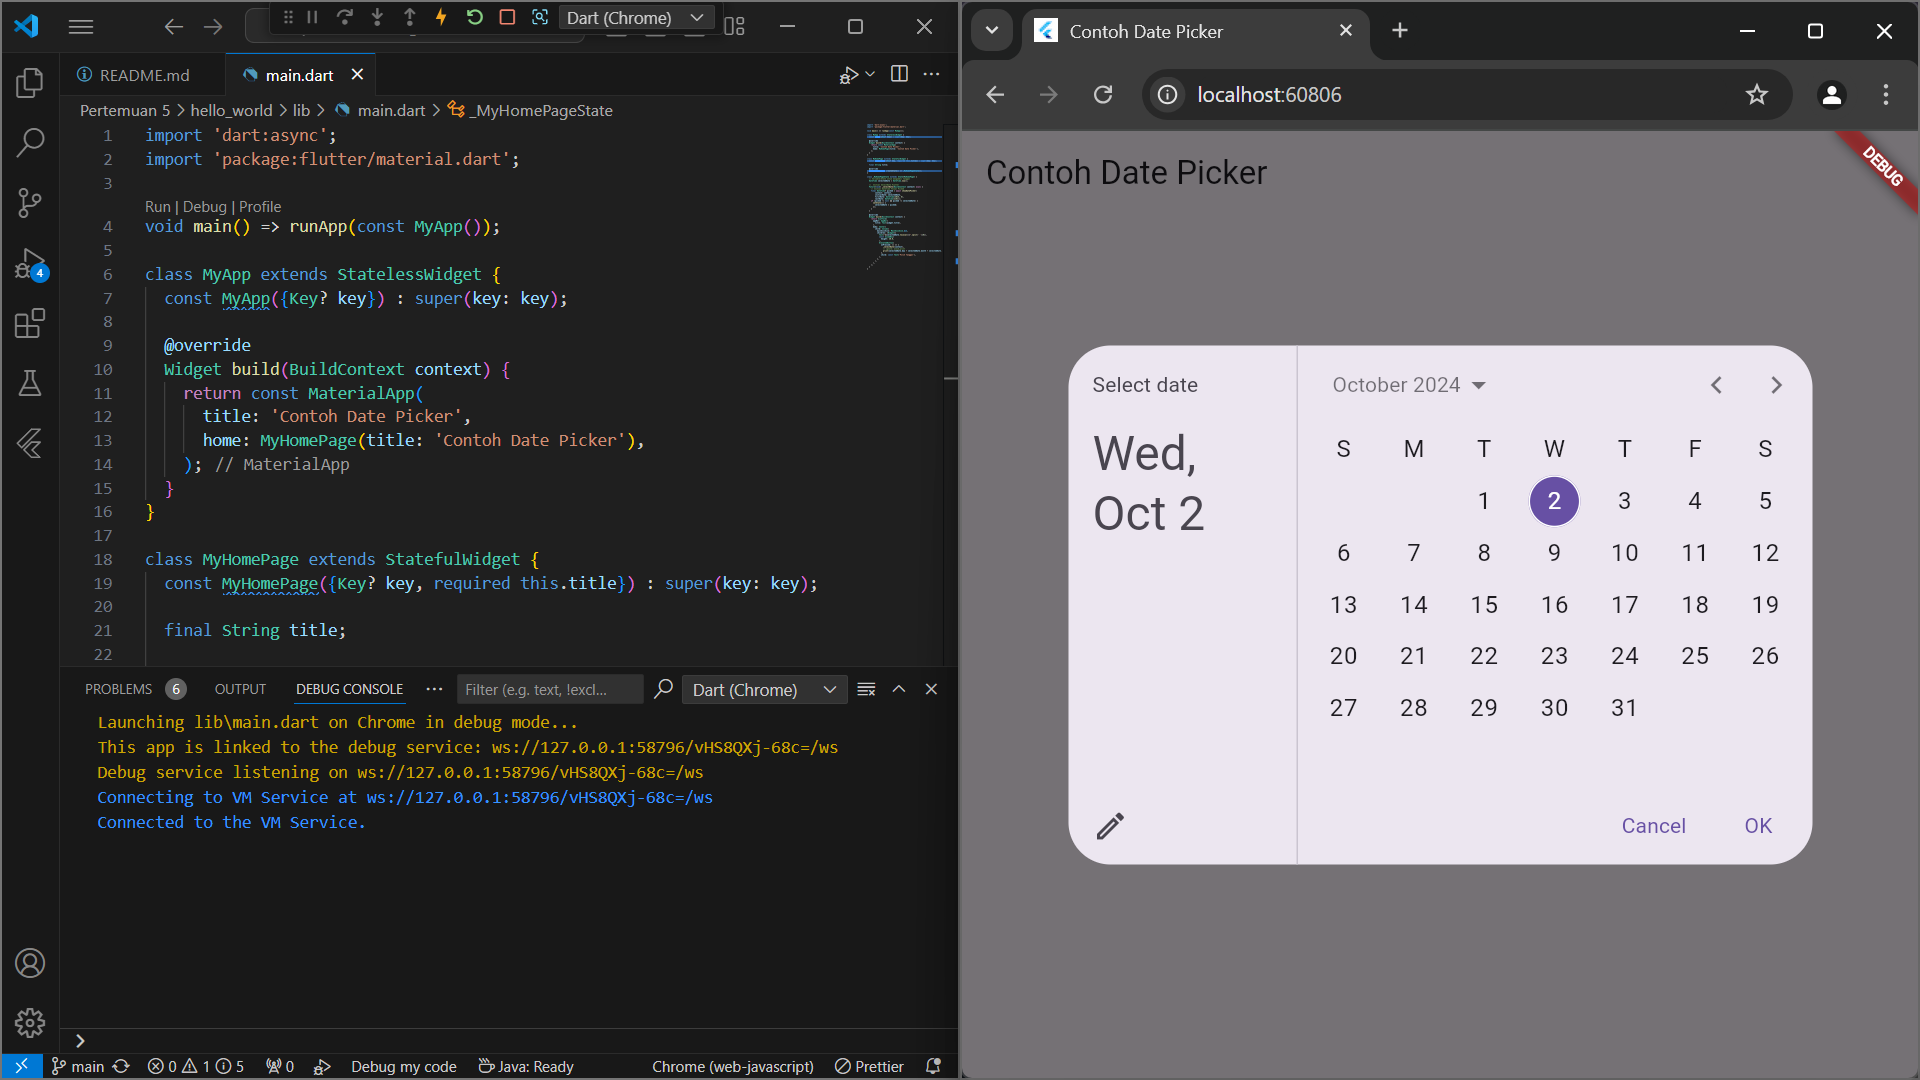 Dart (Chrome)
README.md
main.dart
Pertemuan 5 > hello_world > lib > main.dart > _MyHomePageState
1 import 'dart:async';
2 import 'package:flutter/material.dart';
3
Run | Debug | Profile
4 void main() => runApp(const MyApp());
5
6 class MyApp extends StatelessWidget {
7 const MyApp({Key? key}) : super(key: key);
8
9 @override
10 Widget build(BuildContext context) {
11 return const MaterialApp(
12 title: 'Contoh Date Picker',
13 home: MyHomePage(title: 'Contoh Date Picker'),
14 ); // MaterialApp
15 }
16 }
17
18 class MyHomePage extends StatefulWidget {
19 const MyHomePage({Key? key, required this.title}) : super(key: key);
20
21 final String title;
22
4
PROBLEMS 6 OUTPUT DEBUG CONSOLE Filter (e.g. text, !excl... Dart (Chrome)
Launching lib\main.dart on Chrome in debug mode...
This app is linked to the debug service: ws://127.0.0.1:58796/vHS8QXj-68c=/ws
Debug service listening on ws://127.0.0.1:58796/vHS8QXj-68c=/ws
Connecting to VM Service at ws://127.0.0.1:58796/vHS8QXj-68c=/ws
Connected to the VM Service.
main 0 1 5 0 Debug my code Java: Ready Chrome (web-javascript) Prettier
Contoh Date Picker
localhost:60806
Contoh Date Picker
DEBUG
Select date
Wed,
Oct 2
October 2024
S M T W T F S
1 2 3 4 5
6 7 8 9 10 11 12
13 14 15 16 17 18 19
20 21 22 23 24 25 26
27 28 29 30 31
Cancel OK